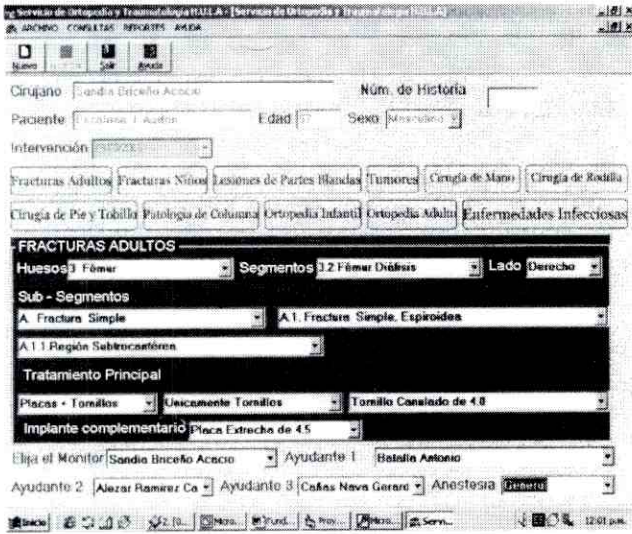 Servicio de Ortopedia y Traumatología HULA - [Servicio de Ortopedia y Traumatología HULA]
ARCHIVO CONSULTAS REPORTES AYUDA
Nuevo Salir Ayuda
Cirujano Sandia Briceño Acacio Núm. de Historia
Paciente Edad 57 Sexo Masculino
Intervención
Fracturas Adultos Fracturas Niños Lesiones de Partes Blandas Tumores Cirugía de Mano Cirugía de Rodilla
Cirugía de Pie y Tobillo Patología de Columna Ortopedia Infantil Ortopedia Adulto Enfermedades Infecciosas
FRACTURAS ADULTOS
Huesos 3 Fémur Segmentos 3.2 Fémur Diáfisis Lado Derecho
Sub - Segmentos
A. Fractura Simple A.1. Fractura Simple, Espiroidea
A.1.1 Región Subtrocantérea
Tratamiento Principal
Placas + Tornillos Unicamente Tornillos Tornillo Canulado de 4.0
Implante complementario Placa Estrecha de 4.5
Elija el Monitor Sandia Briceño Acacio Ayudante 1 Batalla Antonio
Ayudante 2 Alezar Ramirez Ca Ayudante 3 Cañas Nava Gerard Anestesia General
Inicio 12:01 p.m.